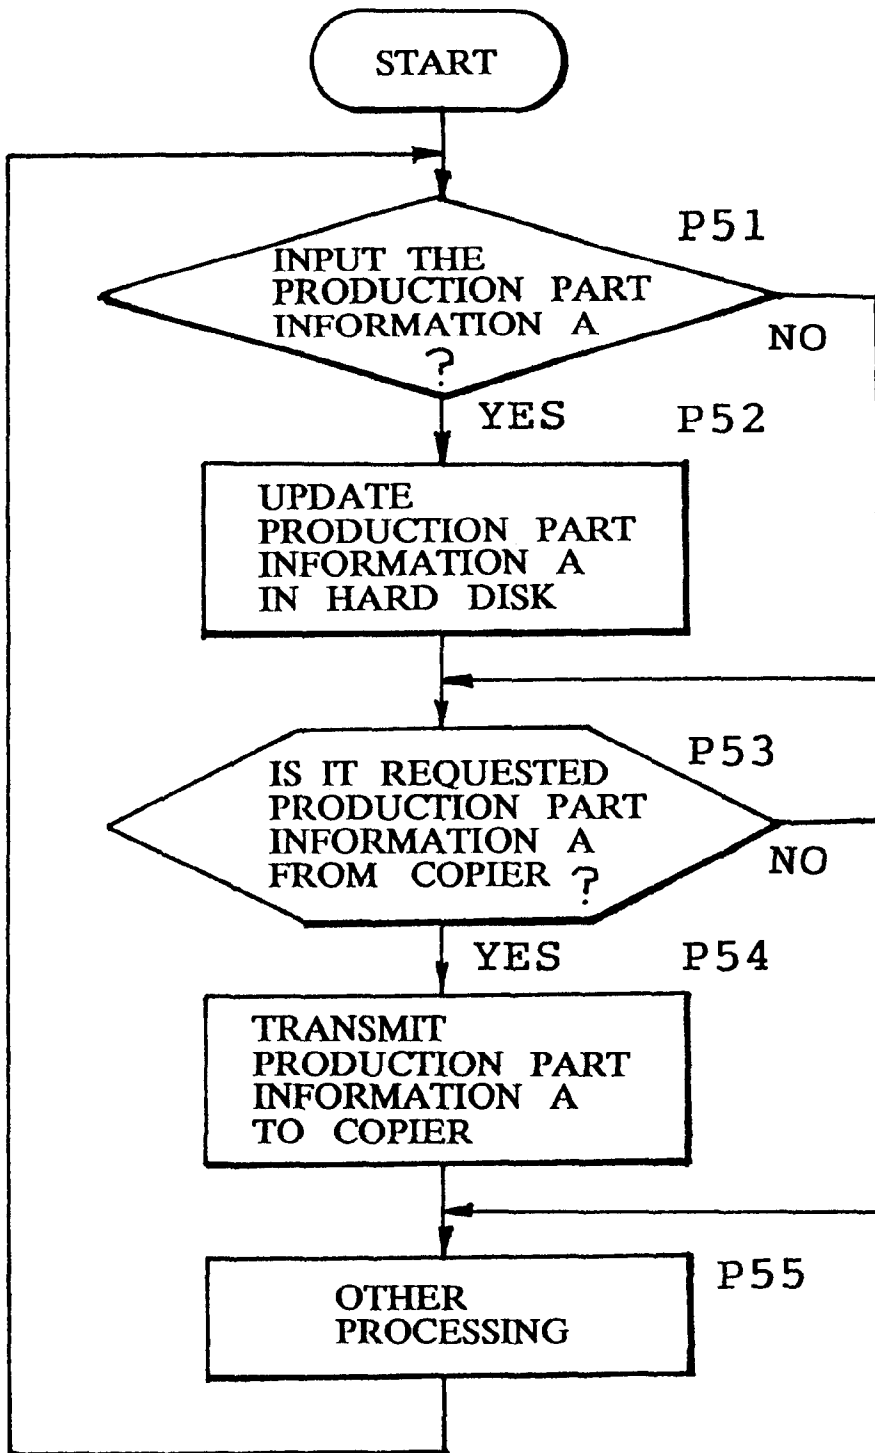 START
P51
INPUT THE
PRODUCTION PART
INFORMATION A
?
NO
YES
P52
UPDATE
PRODUCTION PART
INFORMATION A
IN HARD DISK
P53
IS IT REQUESTED
PRODUCTION PART
INFORMATION A
FROM COPIER ?
NO
YES
P54
TRANSMIT
PRODUCTION PART
INFORMATION A
TO COPIER
P55
OTHER
PROCESSING